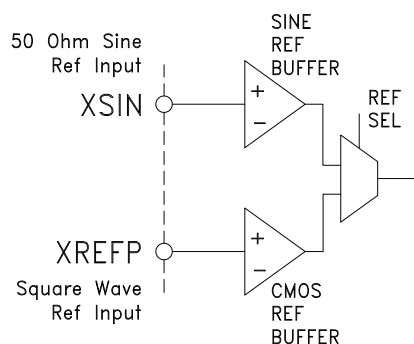 50 Ohm Sine
Ref Input
XSIN
SINE
REF
BUFFER
+
−
REF
SEL
XREFP
Square Wave
Ref Input
+
−
CMOS
REF
BUFFER